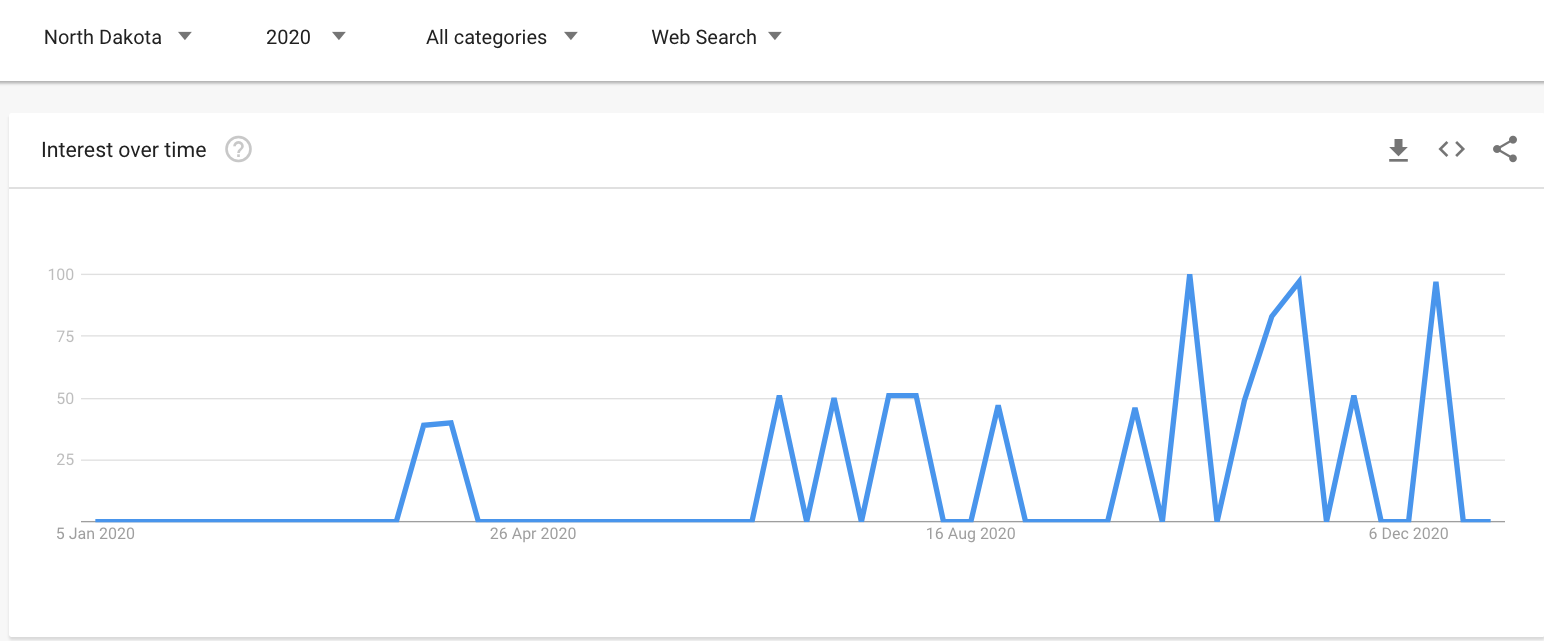 North Dakota 2020 All categories Web Search
Interest over time ?
100
75
50
25
5 Jan 2020 26 Apr 2020 16 Aug 2020 6 Dec 2020